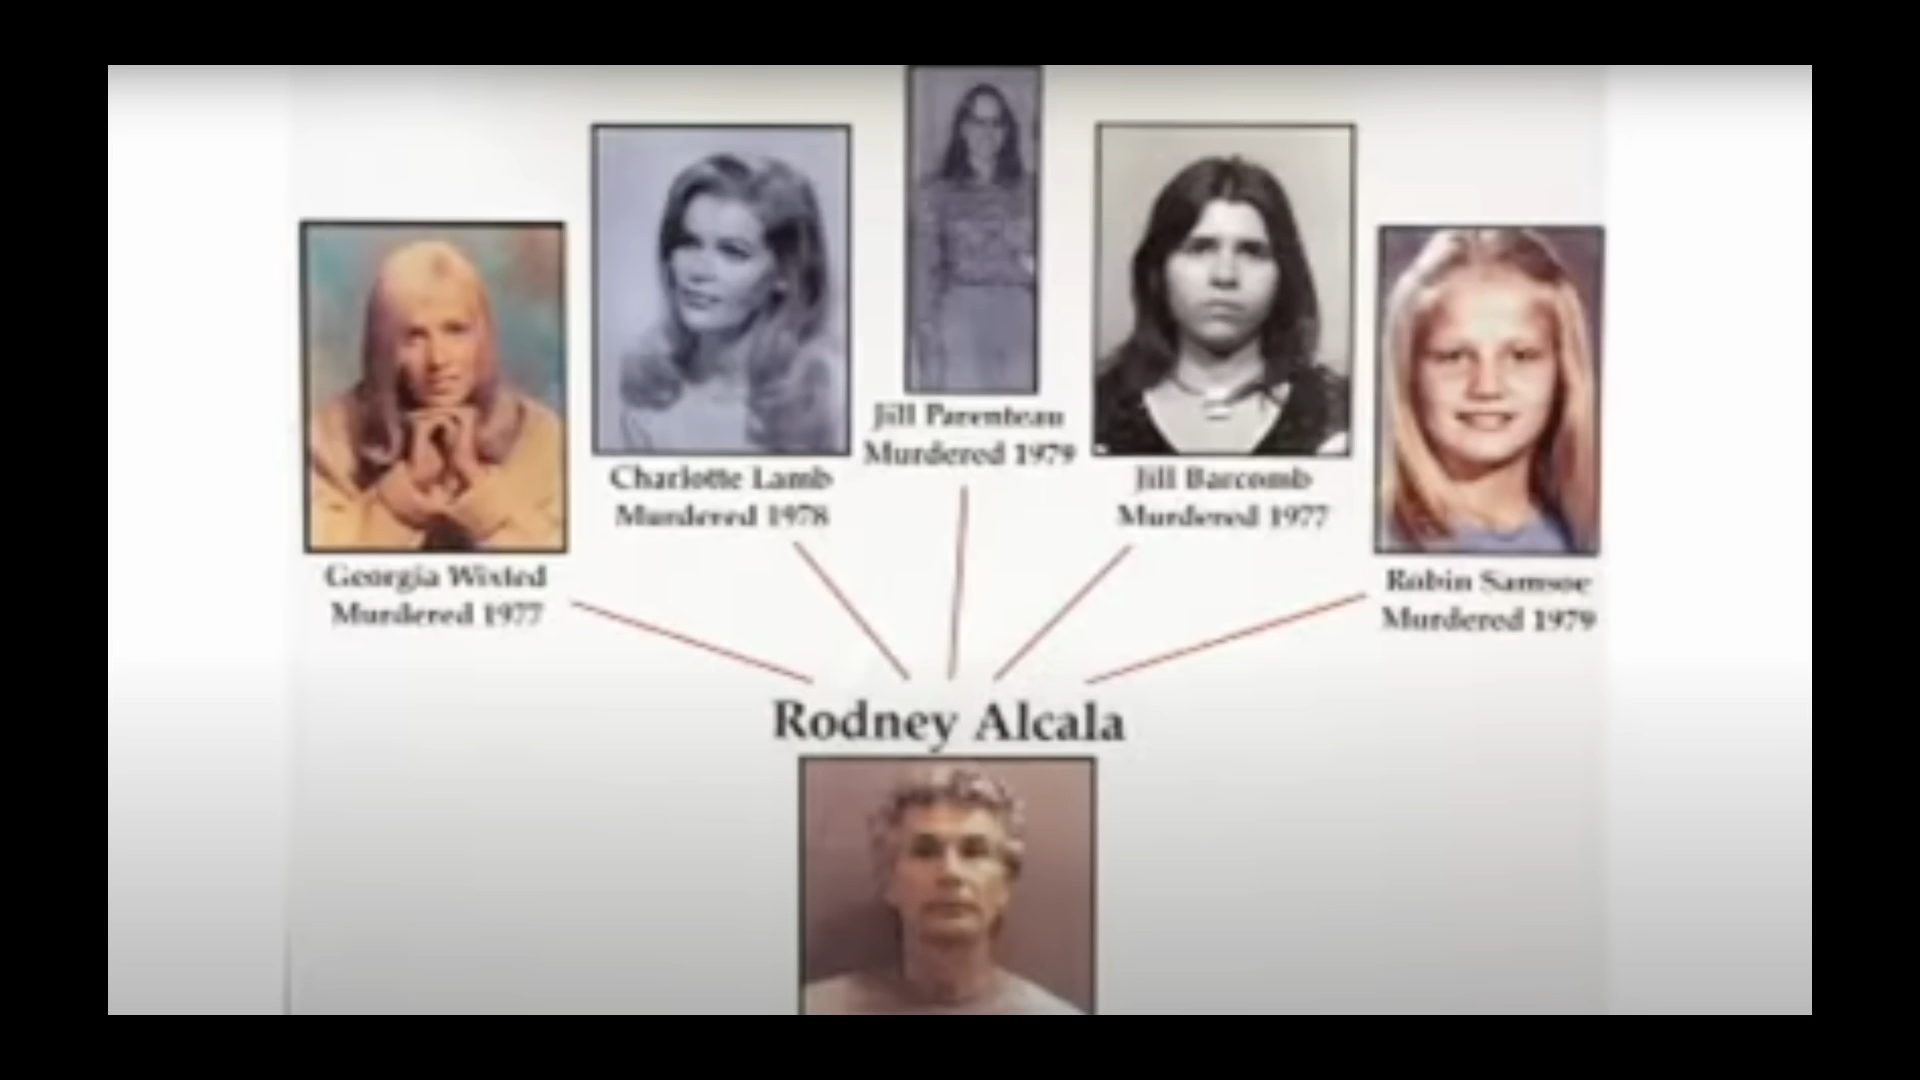 Jill Parenteau
Murdered 1979
Charlotte Lamb
Murdered 1978
Jill Barcomb
Murdered 1977
Georgia Wixted
Murdered 1977
Robin Samsoe
Murdered 1979
Rodney Alcala